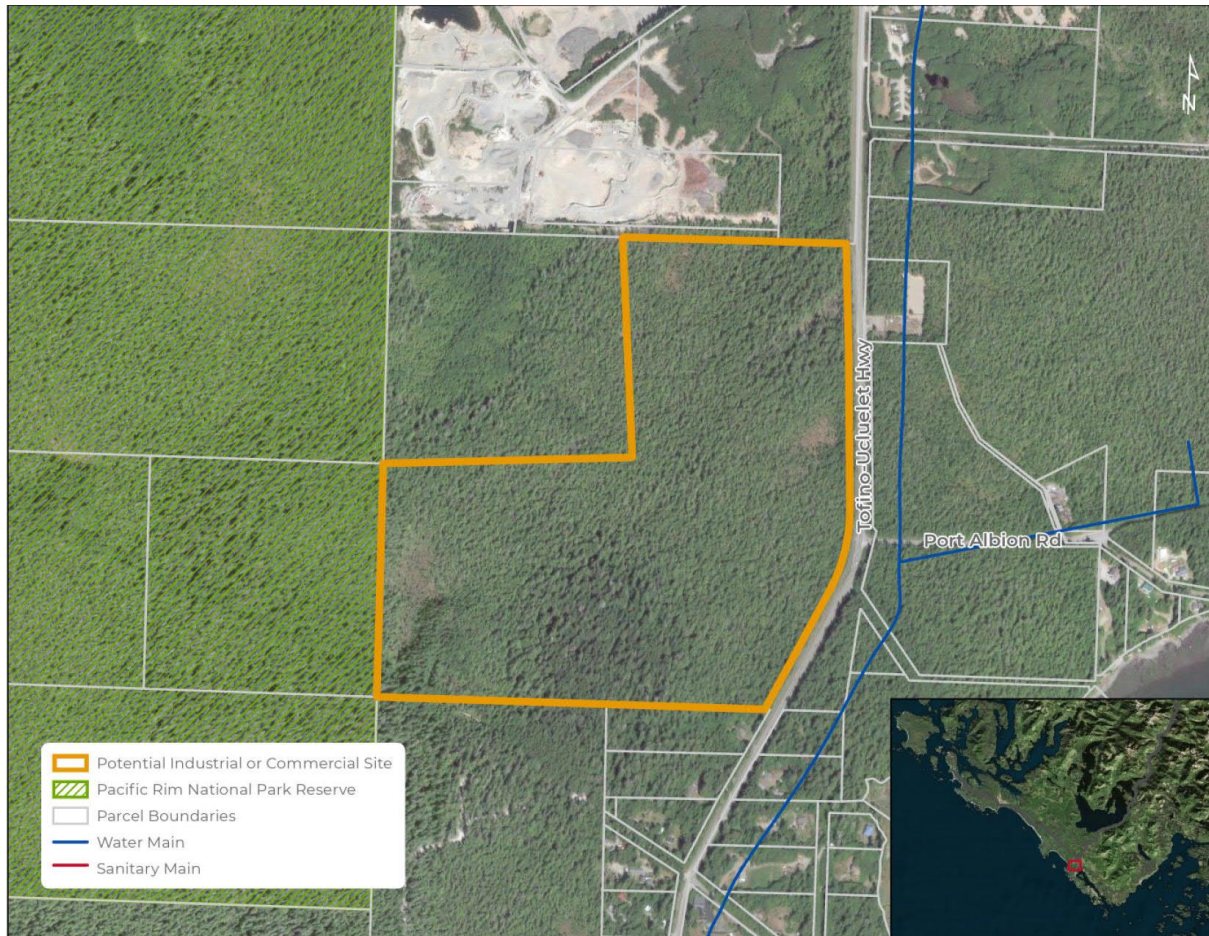 N
Tofino-Ucluelet Hwy
Port Albion Rd
Potential Industrial or Commercial Site
Pacific Rim National Park Reserve
Parcel Boundaries
Water Main
Sanitary Main